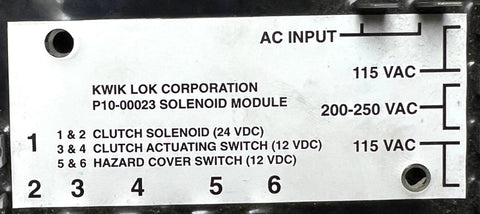 AC INPUT
115 VAC
KWIK LOK CORPORATION
P10-00023 SOLENOID MODULE
200-250 VAC
1 1 & 2 CLUTCH SOLENOID (24 VDC)
3 & 4 CLUTCH ACTUATING SWITCH (12 VDC)
115 VAC
5 & 6 HAZARD COVER SWITCH (12 VDC)
2 3 4 5 6